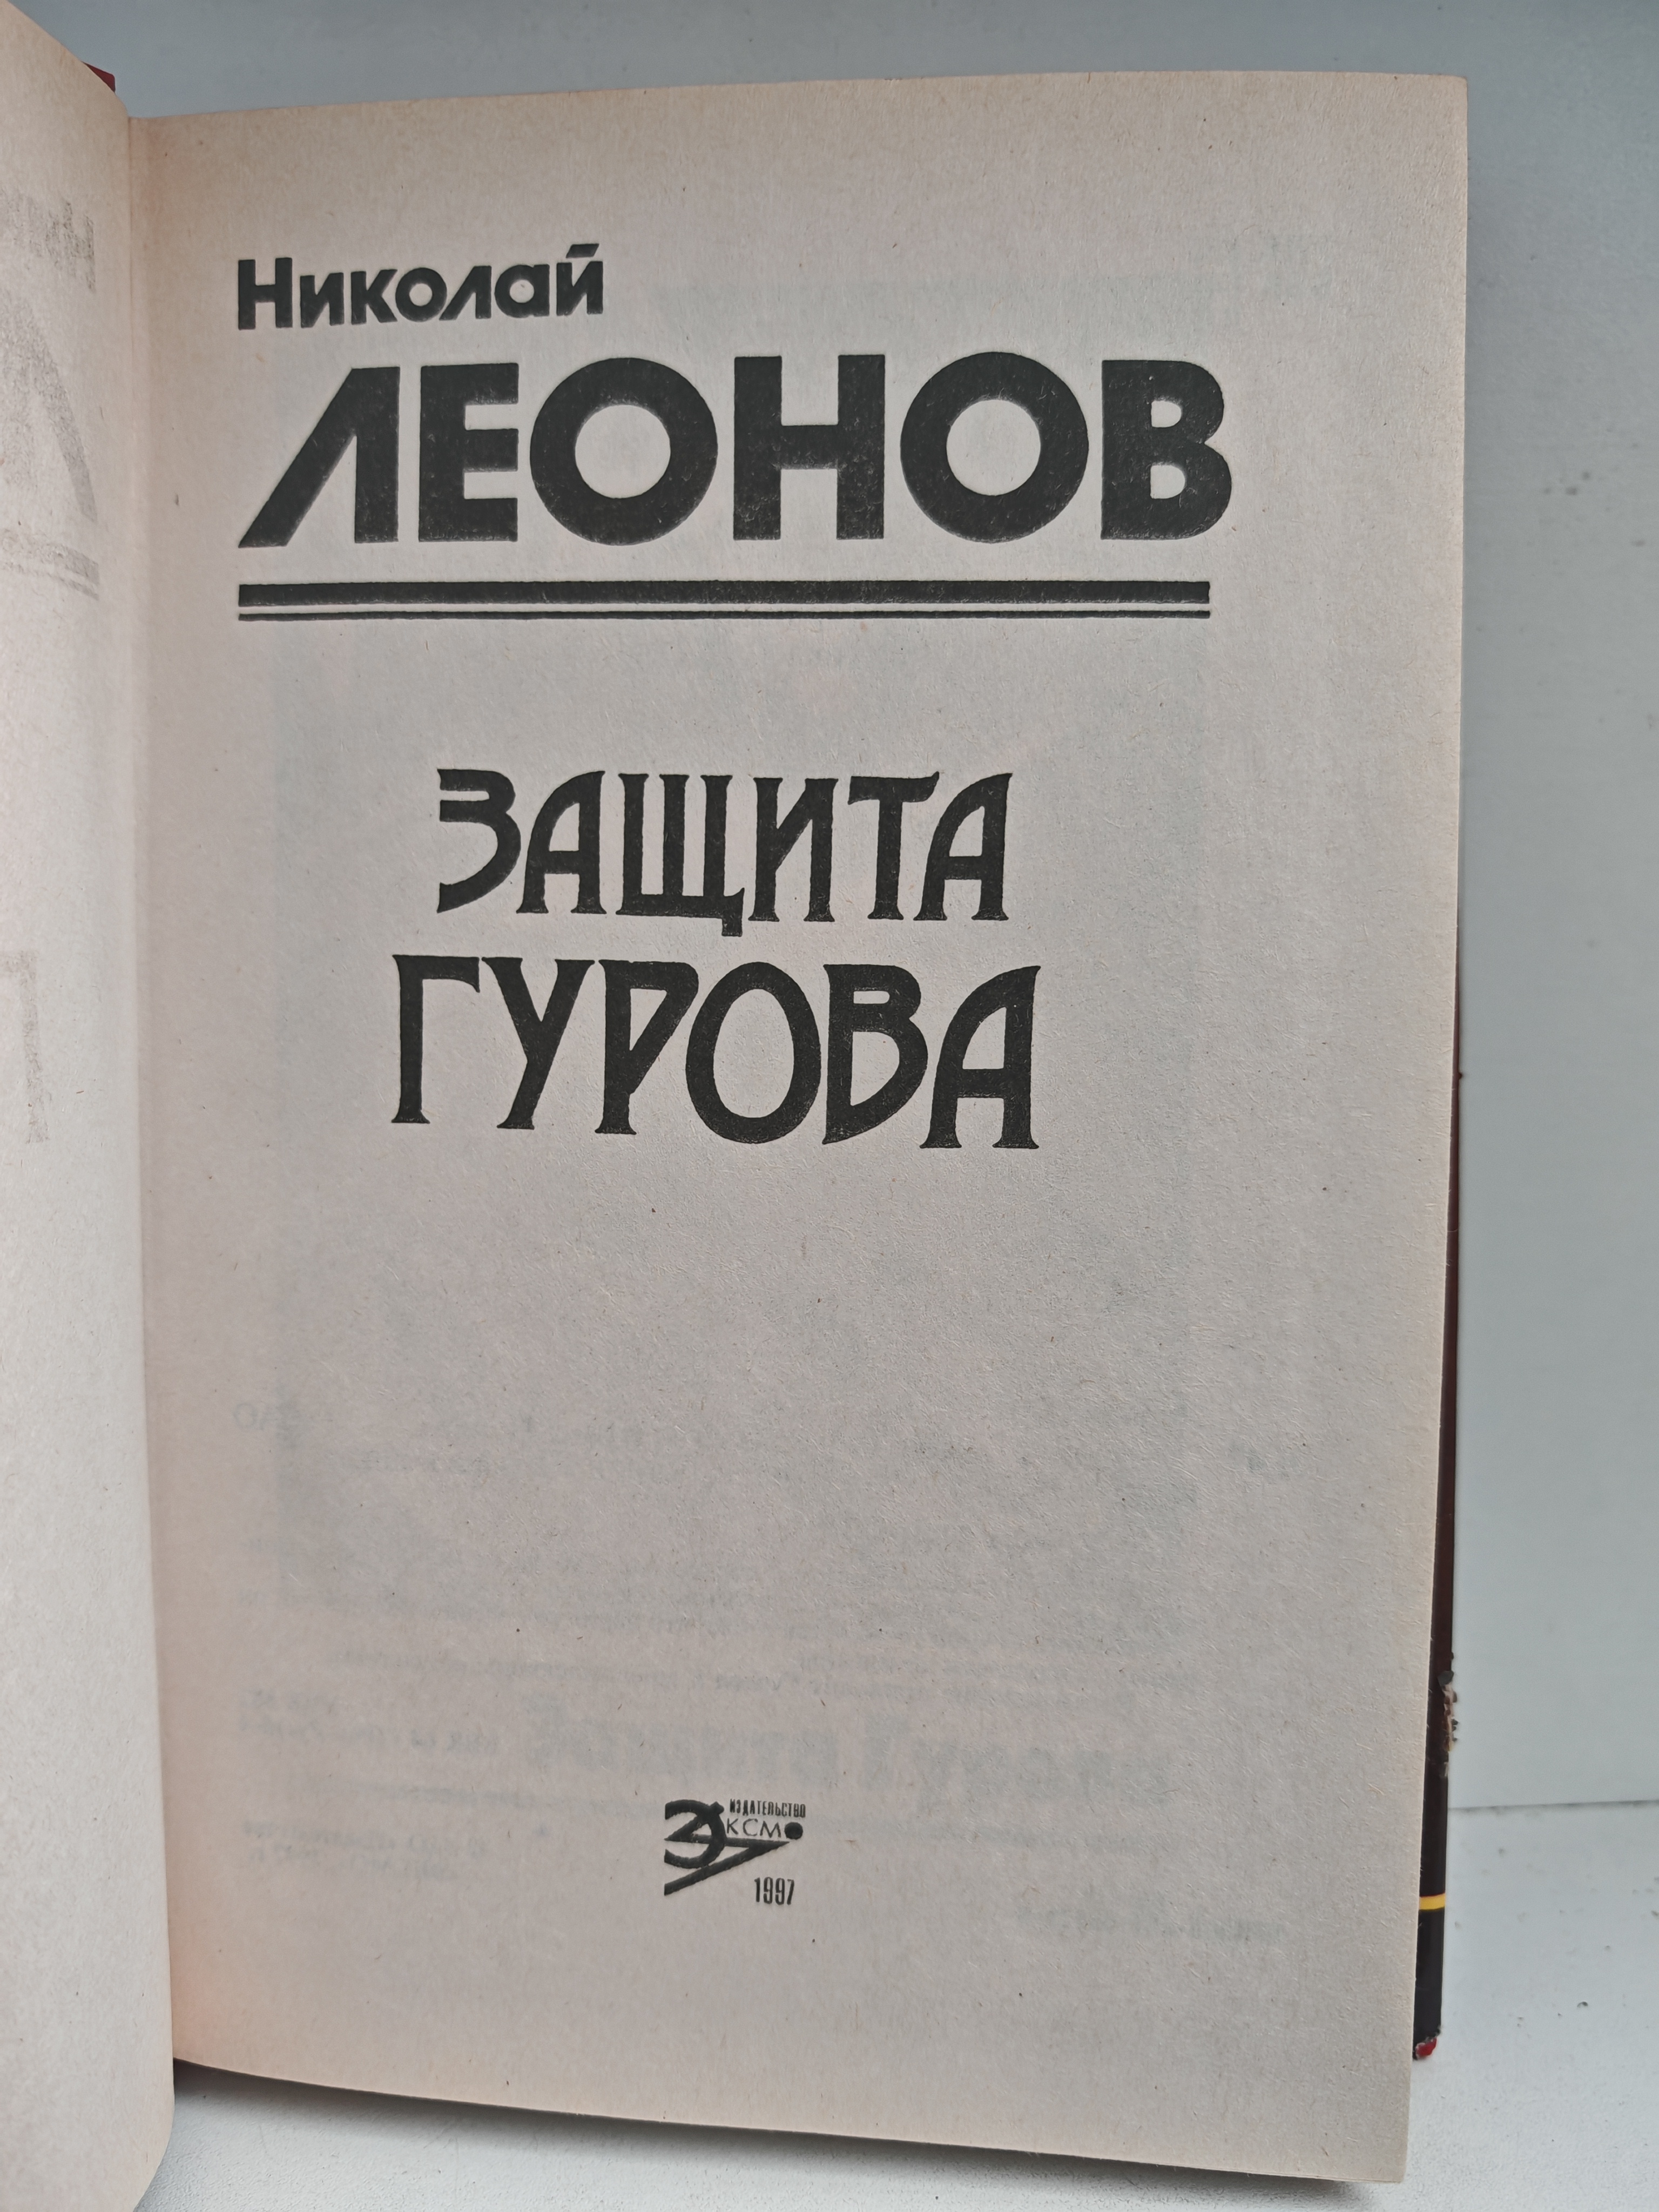 Николай
ЛЕОНОВ
ЗАЩИТА
ГУРОВА
ИЗДАТЕЛЬСТВО
ЭКСМО
1997